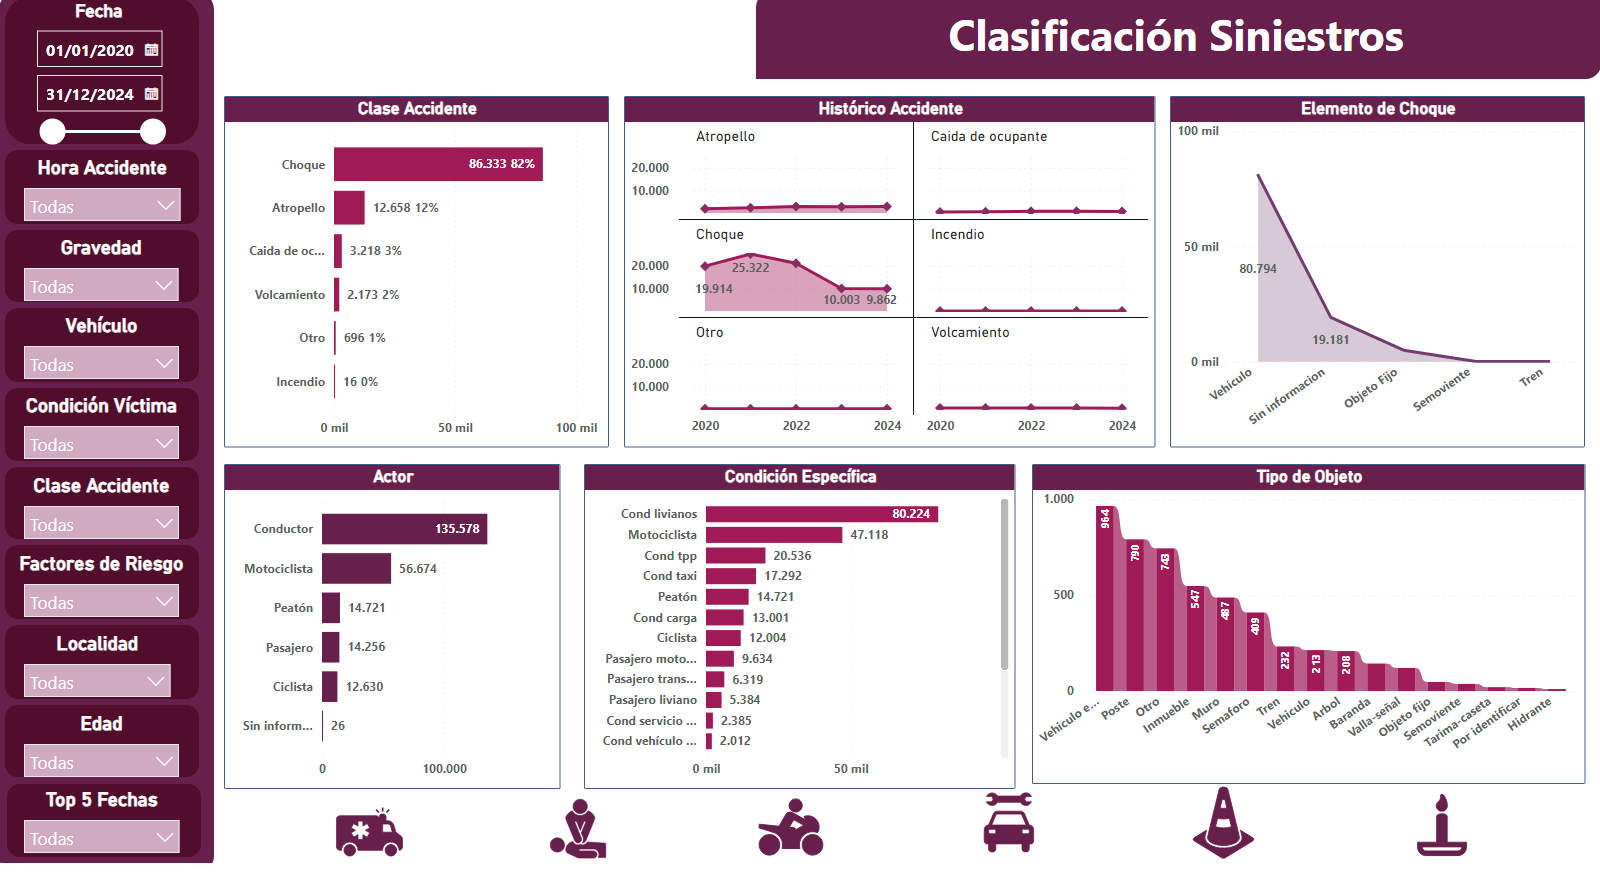 Fecha
01/01/2020
31/12/2024
Hora Accidente
Todas
Gravedad
Todas
Vehículo
Todas
Condición Víctima
Todas
Clase Accidente
Todas
Factores de Riesgo
Todas
Localidad
Todas
Edad
Todas
Top 5 Fechas
Todas
Clasificación Siniestros
Clase Accidente
Choque 86.333 82%
Atropello 12.658 12%
Caida de oc... 3.218 3%
Volcamiento 2.173 2%
Otro 696 1%
Incendio 16 0%
0 mil 50 mil 100 mil
Histórico Accidente
Atropello Caida de ocupante
20.000
10.000
Choque Incendio
20.000
10.000
19.914
25.322
10.003 9.862
Otro Volcamiento
20.000
10.000
2020 2022 2024 2020 2022 2024
Elemento de Choque
100 mil
50 mil
0 mil
80.794
19.181
Vehículo
Sin informacion
Objeto Fijo
Semoviente
Tren
Actor
Conductor 135.578
Motociclista 56.674
Peatón 14.721
Pasajero 14.256
Ciclista 12.630
Sin inform... 26
0 100.000
Condición Específica
Cond livianos 80.224
Motociclista 47.118
Cond tpp 20.536
Cond taxi 17.292
Peatón 14.721
Cond carga 13.001
Ciclista 12.004
Pasajero moto... 9.634
Pasajero trans... 6.319
Pasajero liviano 5.384
Cond servicio ... 2.385
Cond vehículo ... 2.012
0 mil 50 mil
Tipo de Objeto
1.000
500
0
964
790
743
547
487
409
232
213
208
Vehiculo e...
Poste
Otro
Inmueble
Muro
Semaforo
Tren
Vehiculo
Arbol
Baranda
Valla-señal
Objeto fijo
Semoviente
Tarima-caseta
Por identificar
Hidrante